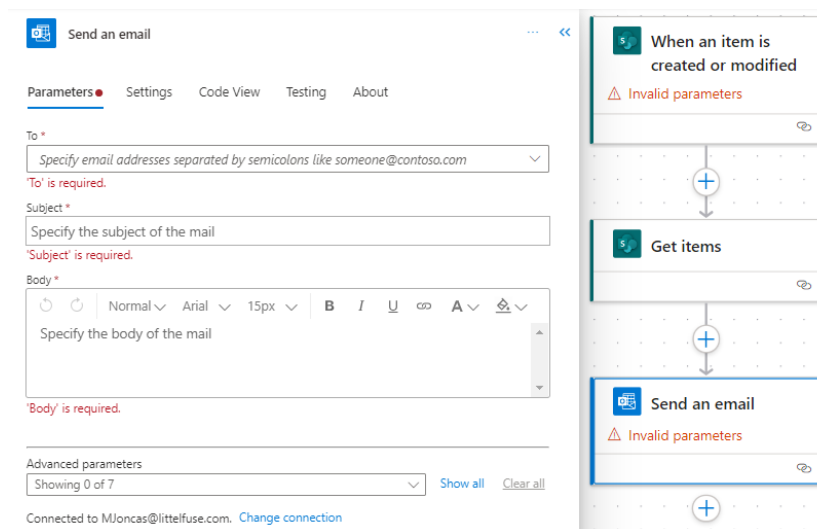 Send an email
Parameters
Settings
Code View
Testing
About
To *
Specify email addresses separated by semicolons like someone@contoso.com
'To' is required.
Subject *
Specify the subject of the mail
'Subject' is required.
Body *
Normal Arial 15px B I U A
Specify the body of the mail
'Body' is required.
Advanced parameters
Showing 0 of 7
Show all
Clear all
Connected to MJoncas@littelfuse.com. Change connection
When an item is
created or modified
Invalid parameters
Get items
Send an email
Invalid parameters